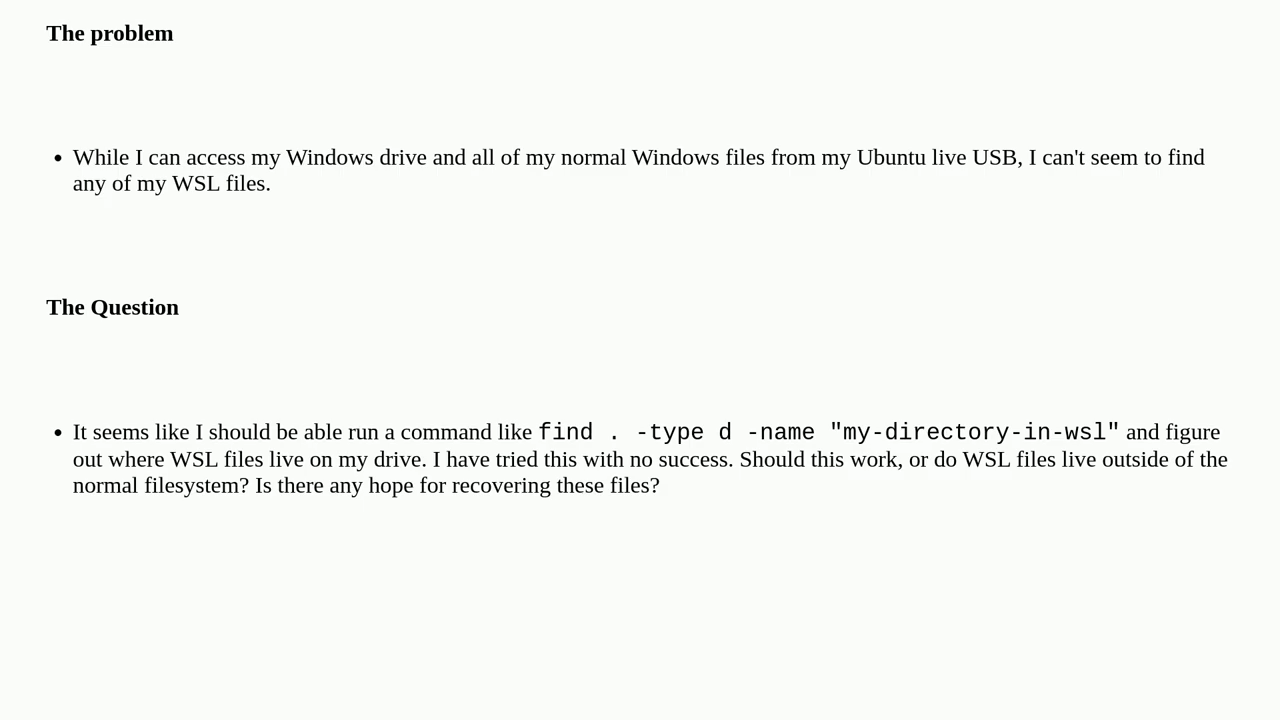 The problem
• While I can access my Windows drive and all of my normal Windows files from my Ubuntu live USB, I can't seem to find
any of my WSL files.
The Question
• It seems like I should be able run a command like find . -type d -name "my-directory-in-wsl" and figure
out where WSL files live on my drive. I have tried this with no success. Should this work, or do WSL files live outside of the
normal filesystem? Is there any hope for recovering these files?